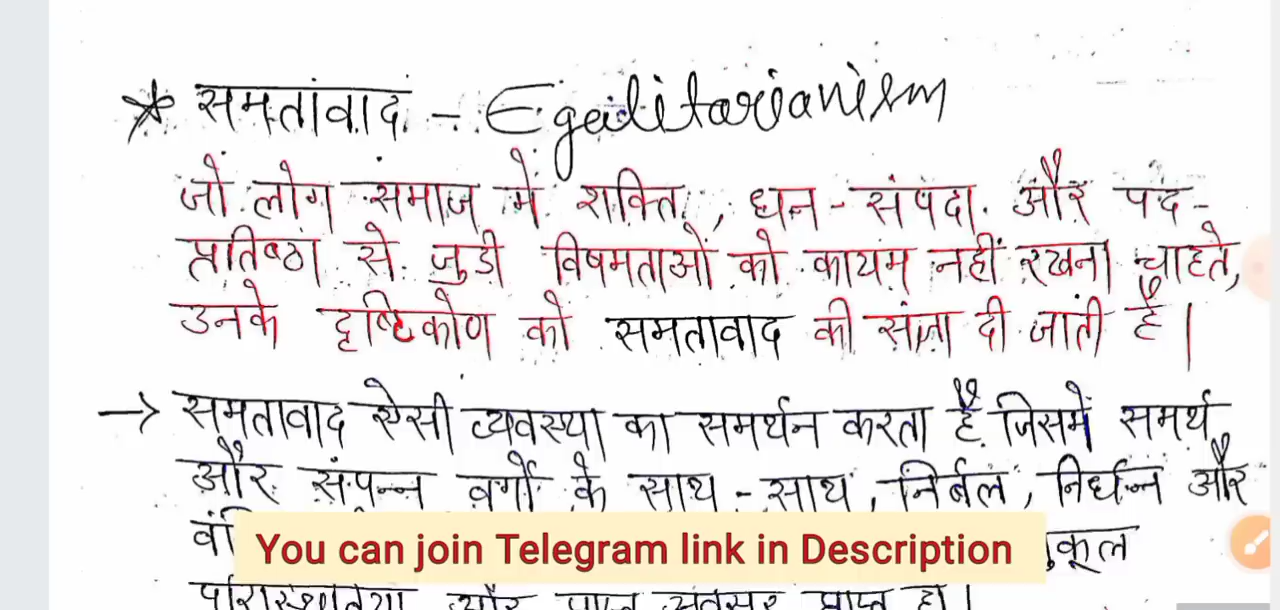 * समतावाद - Egalitarianism
जो लोग समाज में शक्ति, धन-संपदा और पद-
प्रतिष्ठा से जुडी विषमताओं को कायम नहीं रखना चाहते,
उनके दृष्टिकोण को समतावाद की संज्ञा दी जाती है।
→ समतावाद ऐसी व्यवस्था का समर्थन करता है जिसमें समर्थ
और संपन्न वर्गो के साथ-साथ, निर्बल, निर्धन और
You can join Telegram link in Description
और